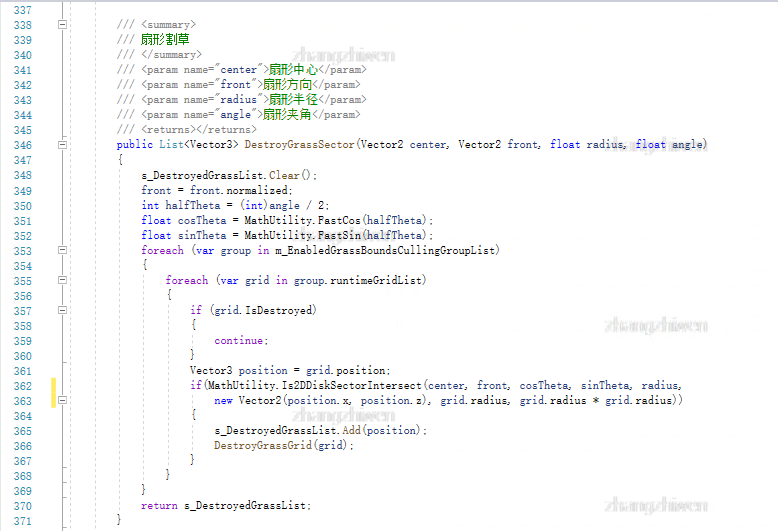 337
338 /// <summary>
339 /// 扇形割草
340 /// </summary>
341 /// <param name="center">扇形中心</param>
342 /// <param name="front">扇形方向</param>
343 /// <param name="radius">扇形半径</param>
344 /// <param name="angle">扇形夹角</param>
345 /// <returns></returns>
346 public List<Vector3> DestroyGrassSector(Vector2 center, Vector2 front, float radius, float angle)
347 {
348 s_DestroyedGrassList.Clear();
349 front = front.normalized;
350 int halfTheta = (int)angle / 2;
351 float cosTheta = MathUtility.FastCos(halfTheta);
352 float sinTheta = MathUtility.FastSin(halfTheta);
353 foreach (var group in m_EnabledGrassBoundsCullingGroupList)
354 {
355 foreach (var grid in group.runtimeGridList)
356 {
357 if (grid.IsDestroyed)
358 {
359 continue;
360 }
361 Vector3 position = grid.position;
362 if(MathUtility.Is2DDiskSectorIntersect(center, front, cosTheta, sinTheta, radius,
363 new Vector2(position.x, position.z), grid.radius, grid.radius * grid.radius))
364 {
365 s_DestroyedGrassList.Add(position);
366 DestroyGrassGrid(grid);
367 }
368 }
369 }
370 return s_DestroyedGrassList;
371 }
zhangzhiwen
zhangzhiwen
zhangzhiwen
zhangzhiwen
zhangzhiwen
zhangzhiwen